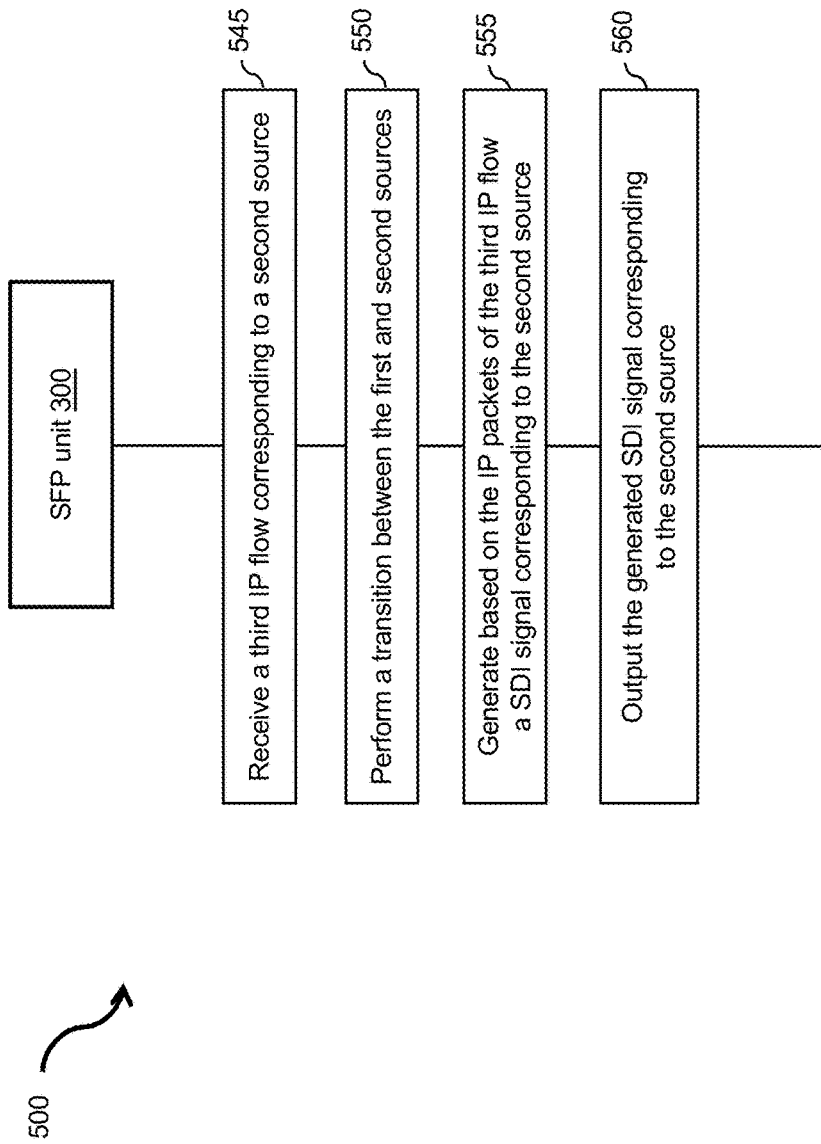 500
SFP unit 300
Receive a third IP flow corresponding to a second source
545
Perform a transition between the first and second sources
550
Generate based on the IP packets of the third IP flow
a SDI signal corresponding to the second source
555
Output the generated SDI signal corresponding
to the second source
560